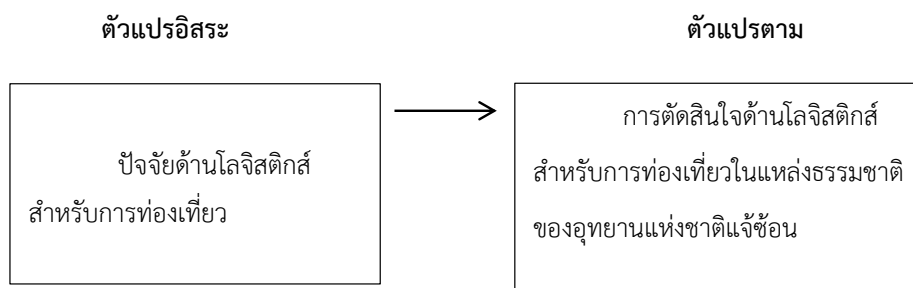 ตัวแปรอิสระ
ตัวแปรตาม
ปัจจัยด้านโลจิสติกส์
สำหรับการท่องเที่ยว
การตัดสินใจด้านโลจิสติกส์
สำหรับการท่องเที่ยวในแหล่งธรรมชาติ
ของอุทยานแห่งชาติแจ้ซ้อน